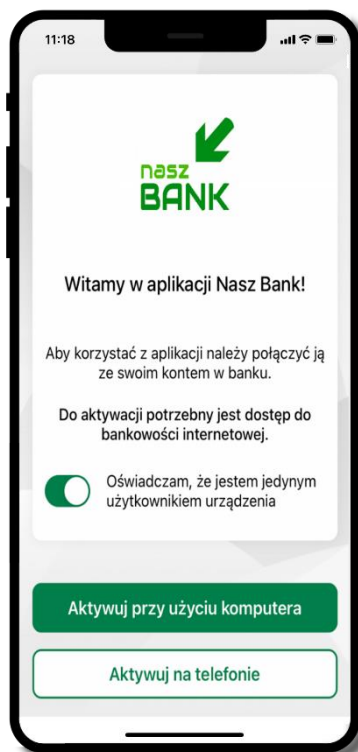 11:18
nasz
BANK
Witamy w aplikacji Nasz Bank!
Aby korzystać z aplikacji należy połączyć ją
ze swoim kontem w banku.
Do aktywacji potrzebny jest dostęp do
bankowości internetowej.
Oświadczam, że jestem jedynym
użytkownikiem urządzenia
Aktywuj przy użyciu komputera
Aktywuj na telefonie